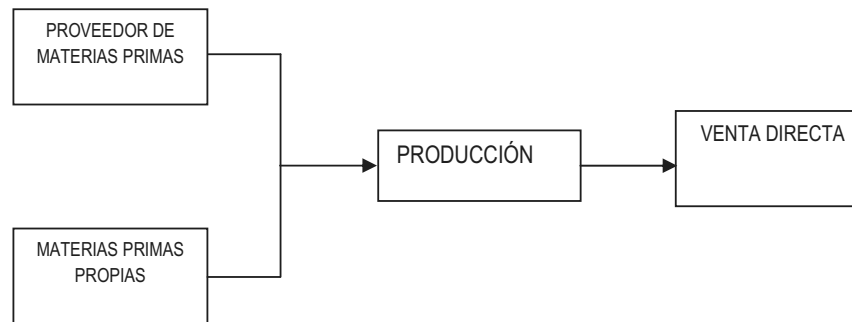 PROVEEDOR DE
MATERIAS PRIMAS
MATERIAS PRIMAS
PROPIAS
PRODUCCIÓN
VENTA DIRECTA